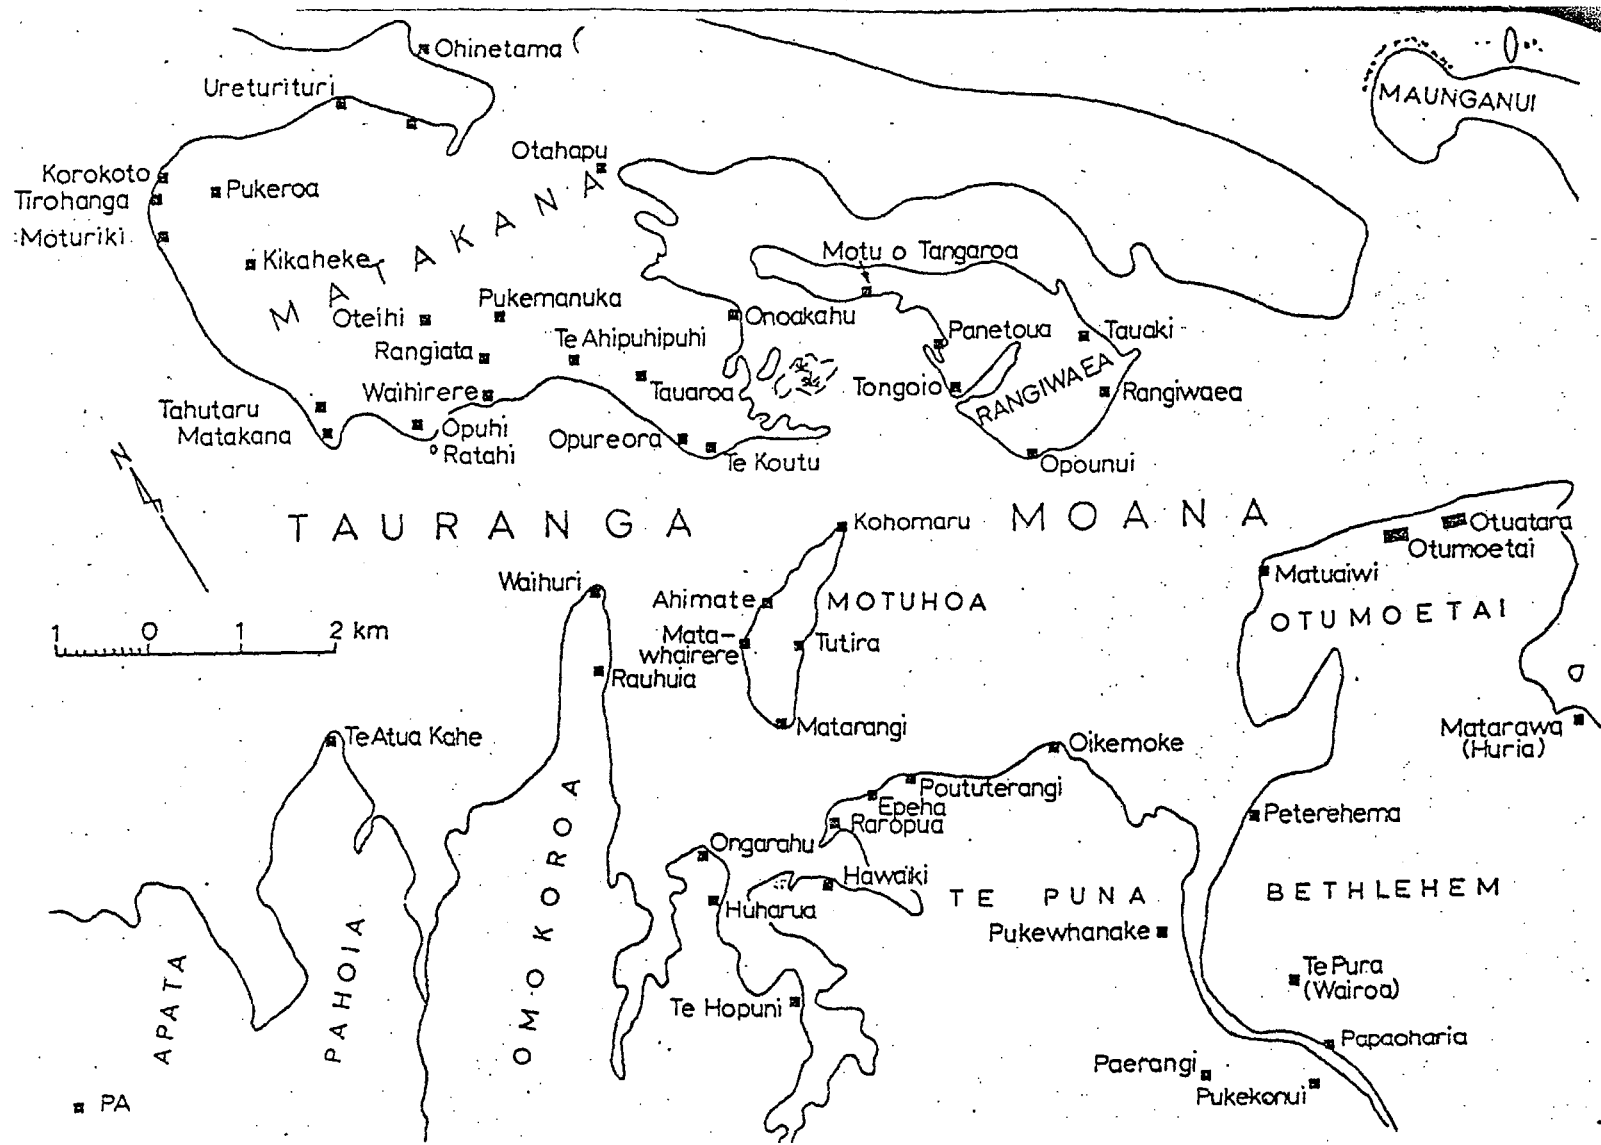 Ohinetama
Ureturituri
MAUNGANUI
Otahapu
Korokoto
Pukeroa
Tirohanga
Moturiki
MATAKANA
Kikaheke
Motu o Tangaroa
Pukemanuka
Oteihi
Onoakahu
Panetoua
Tauaki
Te Ahipuhipuhi
Rangiata
Waihirere
Tauaroa
Tongoio
RANGIWAEA
Rangiwaea
Tahutaru
Matakana
Opuhi
Ratahi
Opureora
Te Koutu
Opounui
N
TAURANGA MOANA
Kohomaru
Otuatara
Otumoetai
Matuaiwi
Waihuri
Ahimate
MOTUHOA
OTUMOETAI
1 0 1 2 km
Mata-
whairere
Tutira
Rauhuia
Matarangi
Matarawa
(Huria)
Te Atua Kahe
Oikemoke
Poututerangi
Epeha
Raropua
Peterehema
Ongarahu
Hawaiki
Huharua
TE PUNA
BETHLEHEM
Pukewhanake
APATA
PAHOIA
OMOKOROA
Te Pura
(Wairoa)
Te Hopuni
Papaoharia
Paerangi
Pukekonui
PA